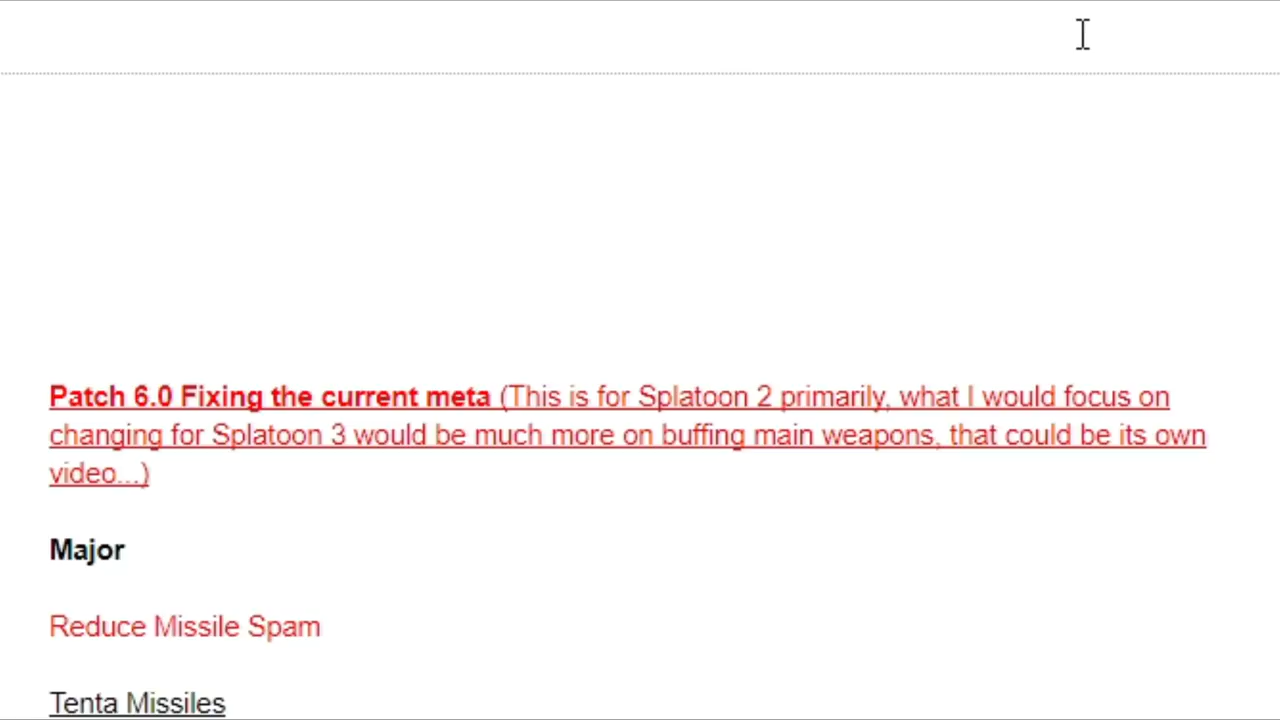 Patch 6.0 Fixing the current meta (This is for Splatoon 2 primarily, what I would focus on
changing for Splatoon 3 would be much more on buffing main weapons, that could be its own
video...)
Major
Reduce Missile Spam
Tenta Missiles